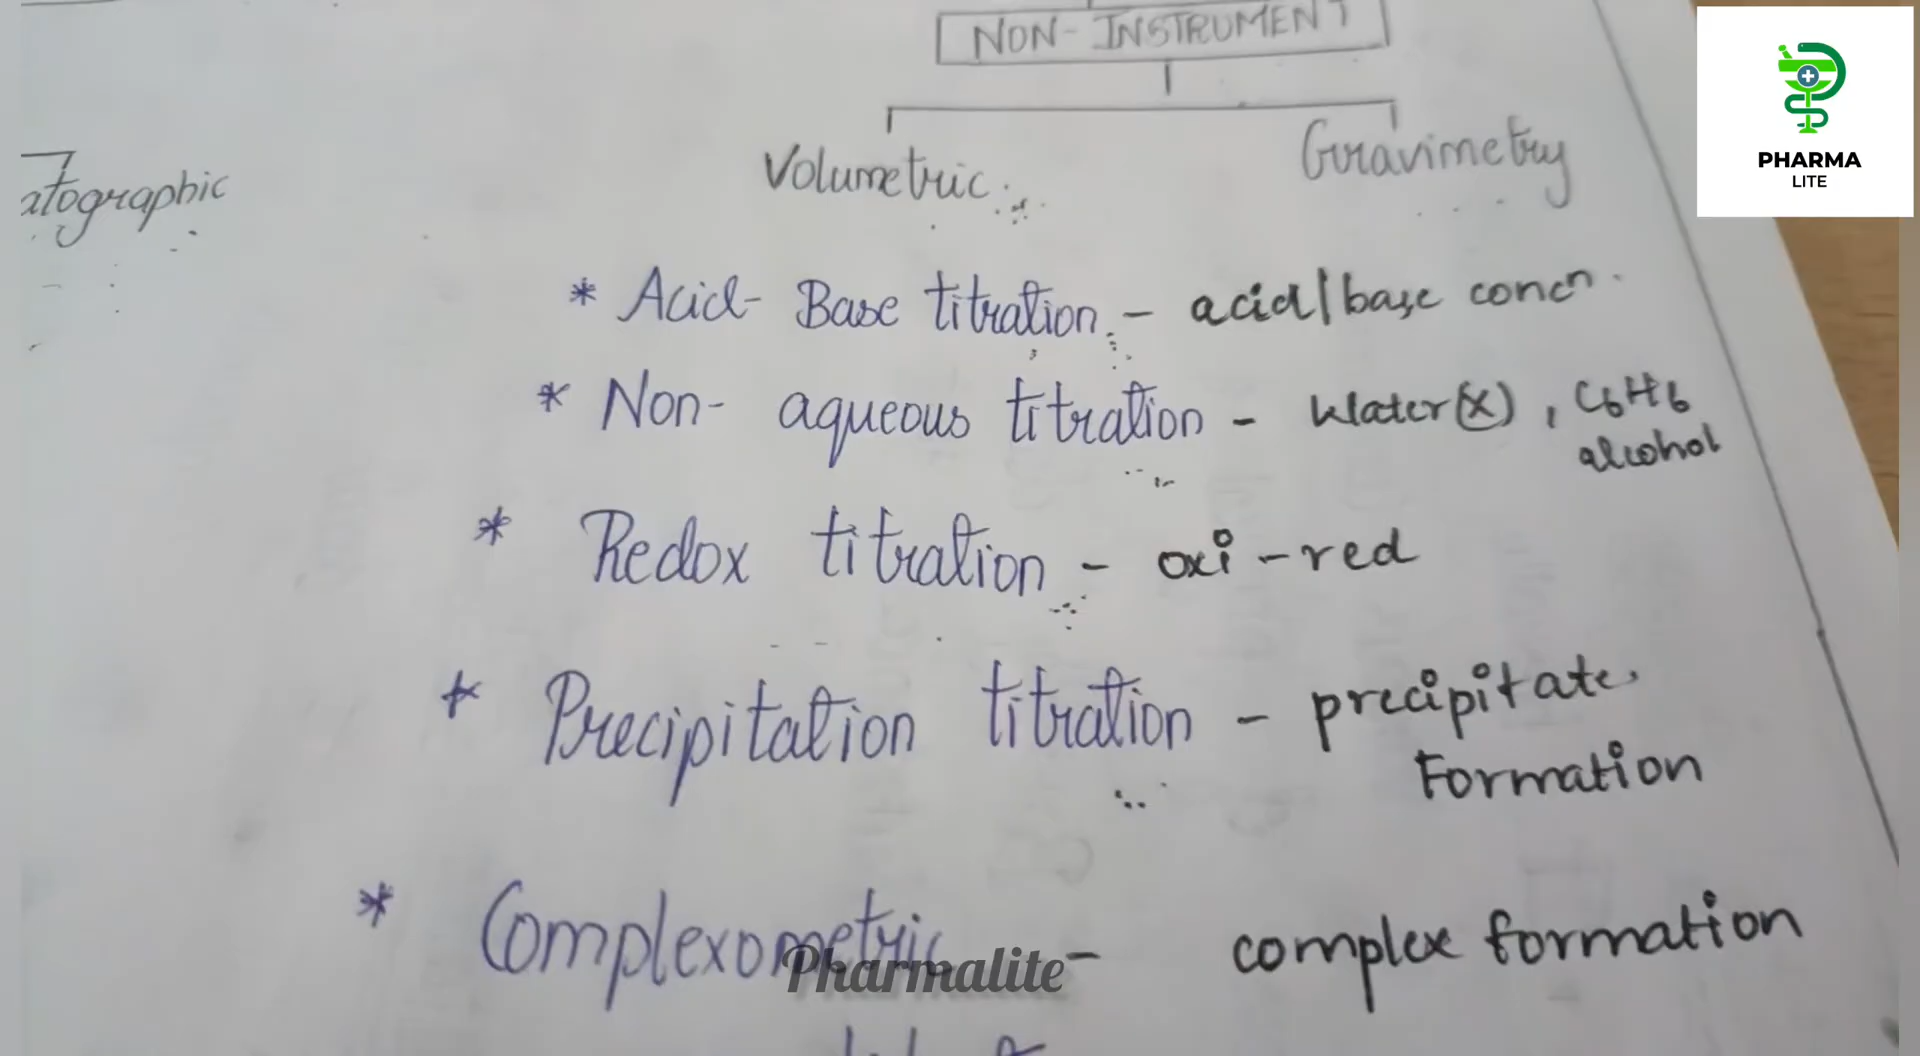 NON-INSTRUMENT
PHARMA
LITE
Volumetric
Gravimetry
atographic
* Acid-Base titration - acid/base concn.
* Non-aqueous titration - Water(x), C6H6
alcohol
* Redox titration - oxi-red
* Precipitation titration - precipitate
Formation
* Complexometric - complex formation
Pharmalite